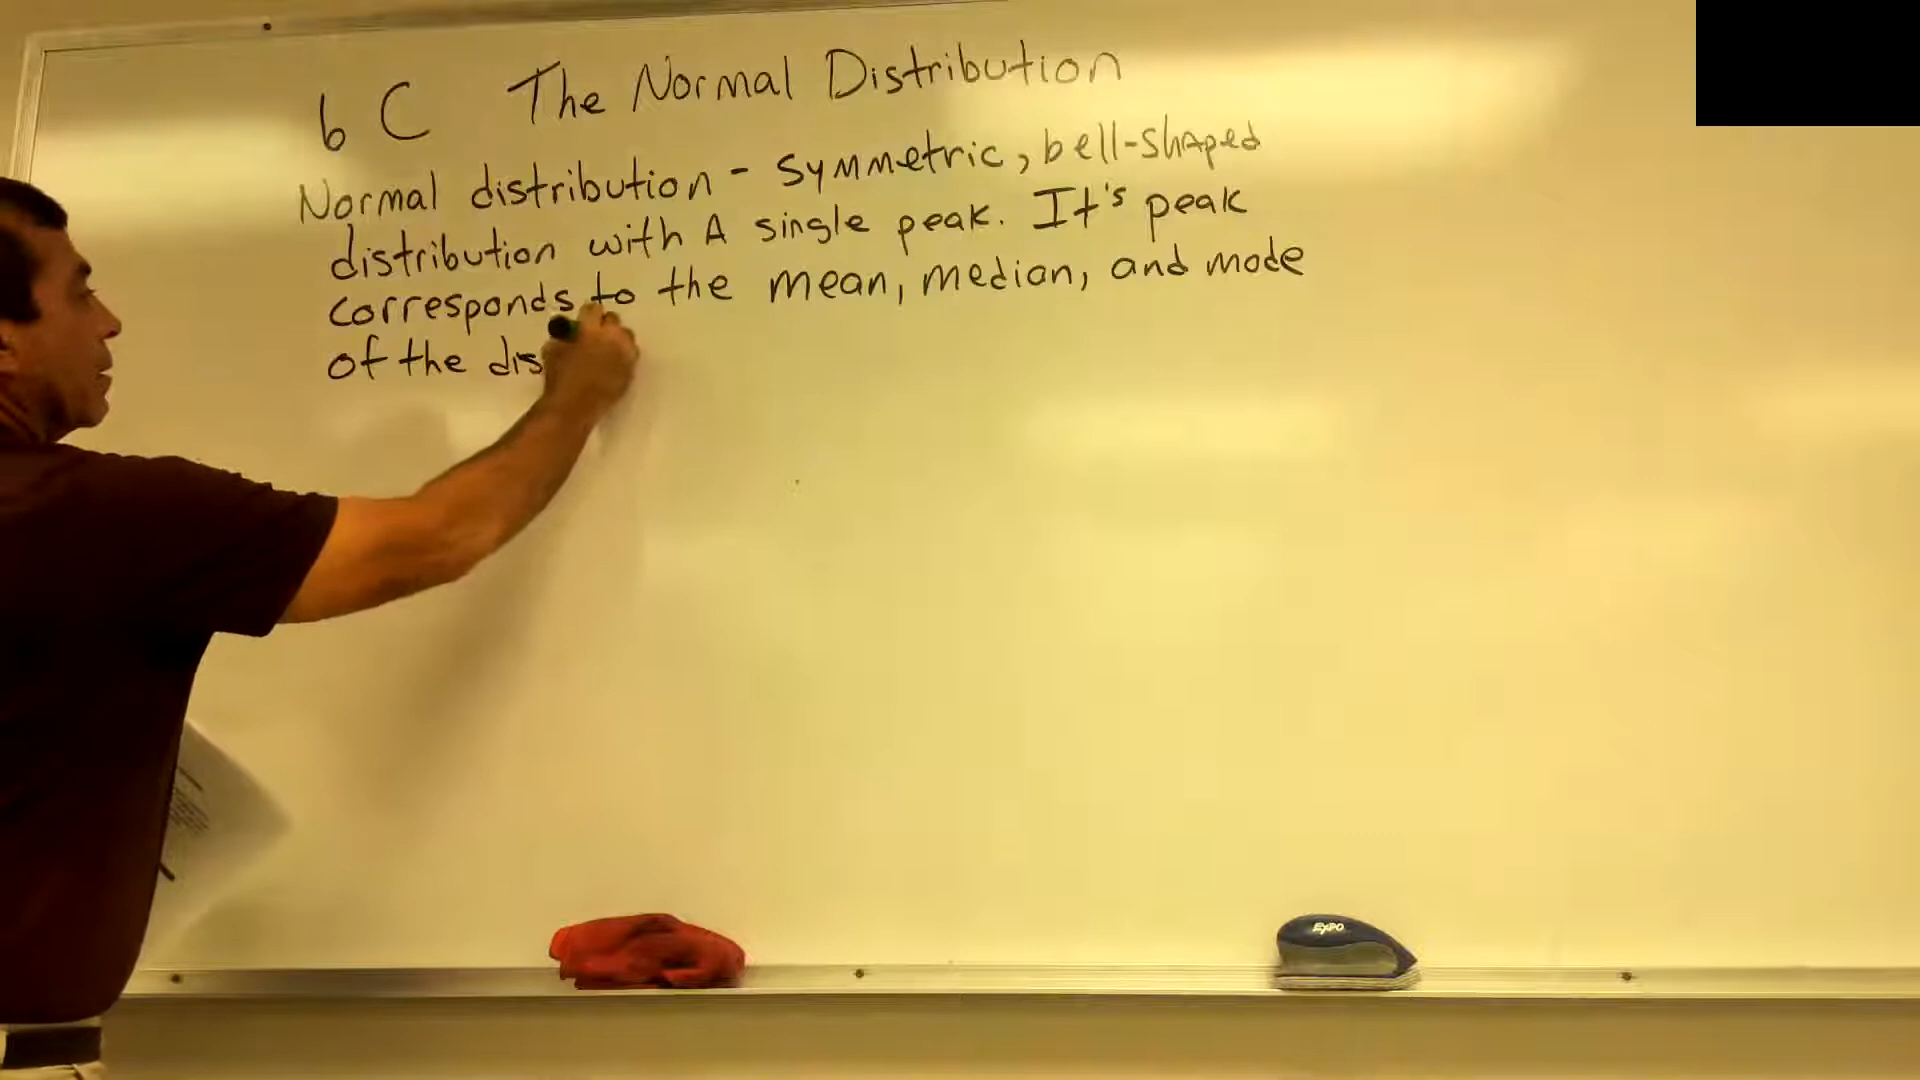 6 C The Normal Distribution
Normal distribution - symmetric, bell-shaped
distribution with A single peak. It's peak
corresponds to the mean, median, and mode
of the dis
EXPO